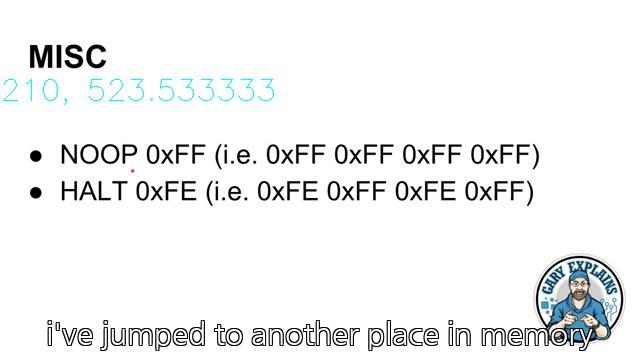 MISC
210, 523.533333
● NOOP 0xFF (i.e. 0xFF 0xFF 0xFF 0xFF)
● HALT 0xFE (i.e. 0xFE 0xFF 0xFE 0xFF)
GARY EXPLAINS
i've jumped to another place in memory